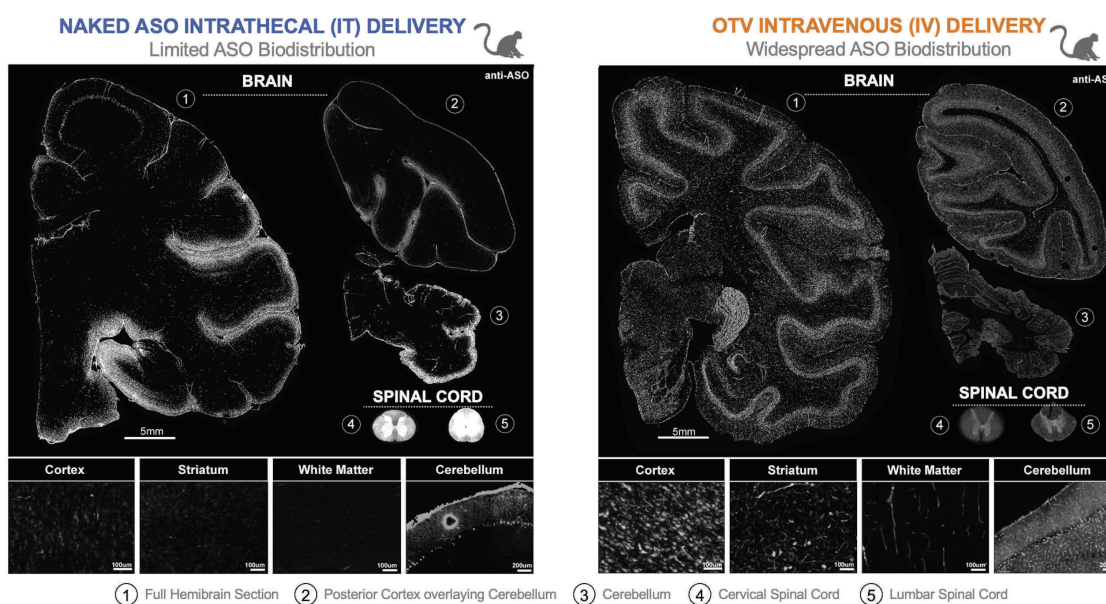 NAKED ASO INTRATHECAL (IT) DELIVERY
Limited ASO Biodistribution
BRAIN
anti-ASO
1
2
3
SPINAL CORD
4
5
5mm
Cortex
Striatum
White Matter
Cerebellum
100um
100um
100um
200um
OTV INTRAVENOUS (IV) DELIVERY
Widespread ASO Biodistribution
BRAIN
anti-AS
1
2
3
SPINAL CORD
4
5
5mm
Cortex
Striatum
White Matter
Cerebellum
100um
100um
100um
1 Full Hemibrain Section 2 Posterior Cortex overlaying Cerebellum 3 Cerebellum 4 Cervical Spinal Cord 5 Lumbar Spinal Cord